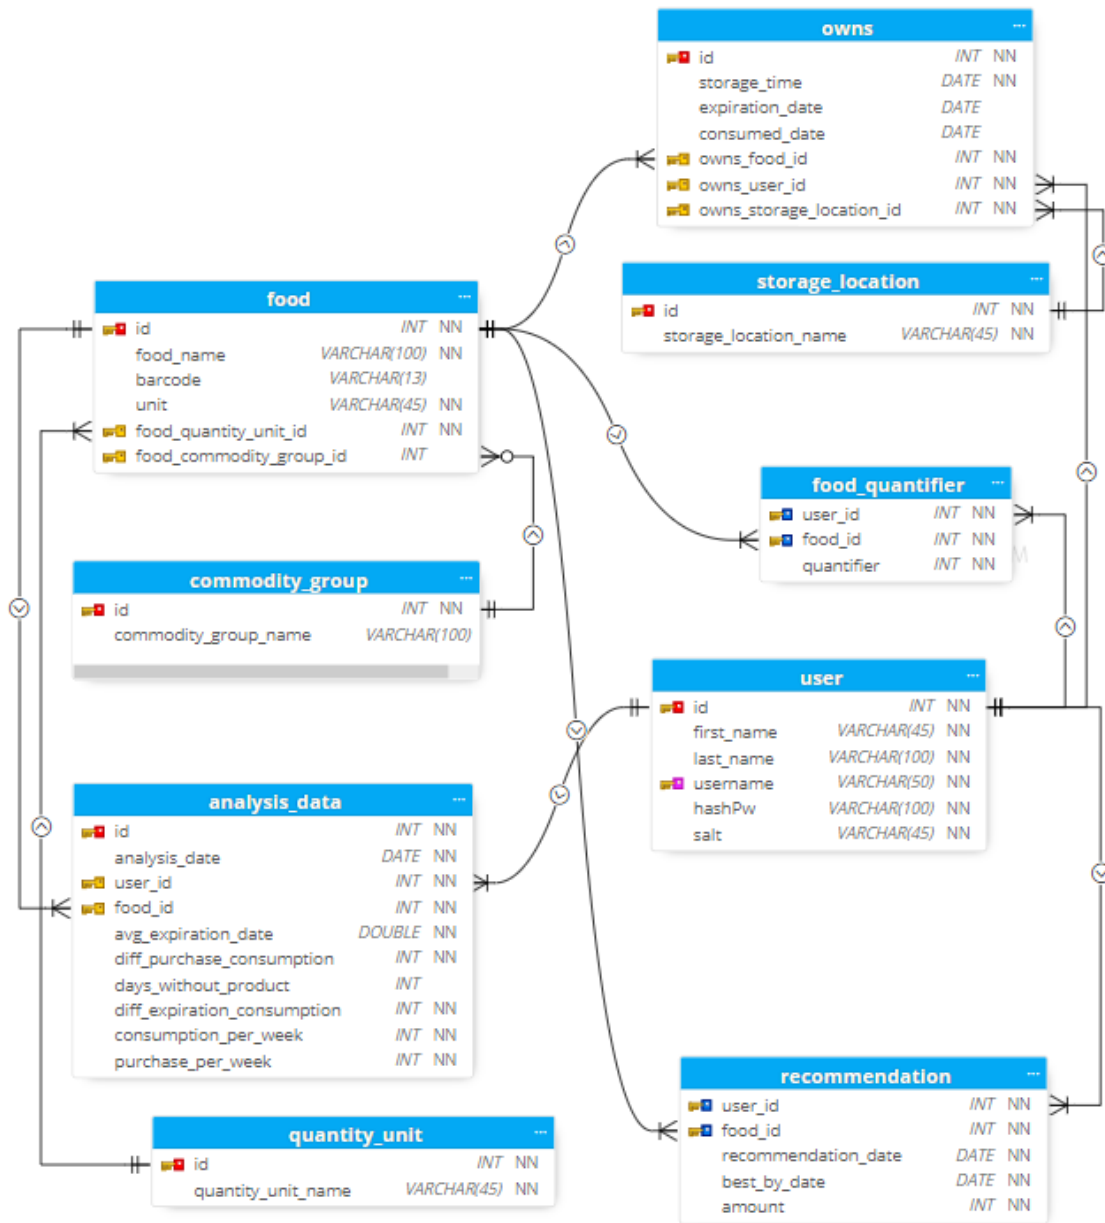 owns ...
id INT NN
storage_time DATE NN
expiration_date DATE
consumed_date DATE
owns_food_id INT NN
owns_user_id INT NN
owns_storage_location_id INT NN
storage_location ...
id INT NN
storage_location_name VARCHAR(45) NN
food ...
id INT NN
food_name VARCHAR(100) NN
barcode VARCHAR(13)
unit VARCHAR(45) NN
food_quantity_unit_id INT NN
food_commodity_group_id INT
food_quantifier ...
user_id INT NN
food_id INT NN
quantifier INT NN
M
commodity_group ...
id INT NN
commodity_group_name VARCHAR(100)
user ...
id INT NN
first_name VARCHAR(45) NN
last_name VARCHAR(100) NN
username VARCHAR(50) NN
hashPw VARCHAR(100) NN
salt VARCHAR(45) NN
analysis_data ...
id INT NN
analysis_date DATE NN
user_id INT NN
food_id INT NN
avg_expiration_date DOUBLE NN
diff_purchase_consumption INT NN
days_without_product INT
diff_expiration_consumption INT NN
consumption_per_week INT NN
purchase_per_week INT NN
recommendation ...
user_id INT NN
food_id INT NN
recommendation_date DATE NN
best_by_date DATE NN
amount INT NN
quantity_unit ...
id INT NN
quantity_unit_name VARCHAR(45) NN